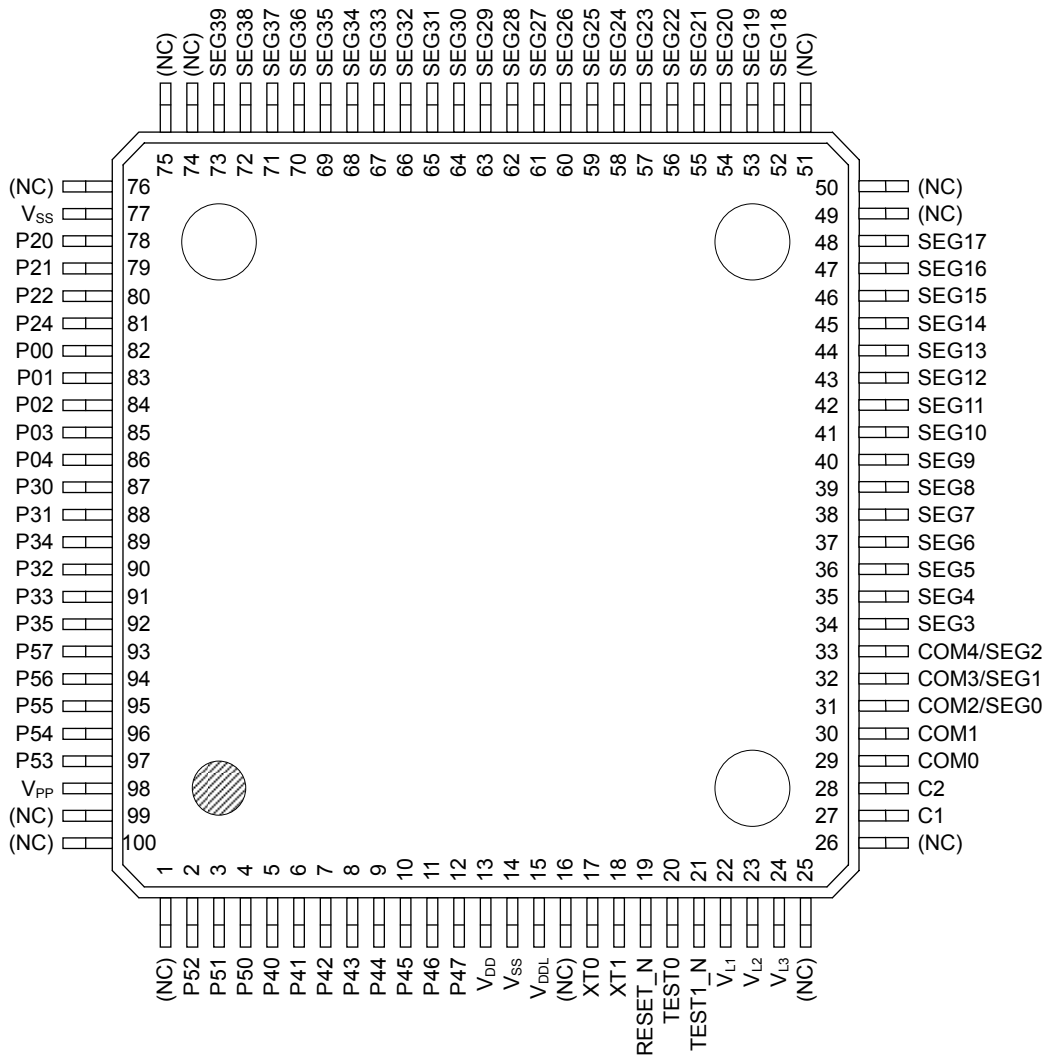 (NC) (NC) SEG39 SEG38 SEG37 SEG36 SEG35 SEG34 SEG33 SEG32 SEG31 SEG30 SEG29 SEG28 SEG27 SEG26 SEG25 SEG24 SEG23 SEG22 SEG21 SEG20 SEG19 SEG18 (NC)
75 74 73 72 71 70 69 68 67 66 65 64 63 62 61 60 59 58 57 56 55 54 53 52 51
(NC) 76 50 (NC)
VSS 77 49 (NC)
P20 78 48 SEG17
P21 79 47 SEG16
P22 80 46 SEG15
P24 81 45 SEG14
P00 82 44 SEG13
P01 83 43 SEG12
P02 84 42 SEG11
P03 85 41 SEG10
P04 86 40 SEG9
P30 87 39 SEG8
P31 88 38 SEG7
P34 89 37 SEG6
P32 90 36 SEG5
P33 91 35 SEG4
P35 92 34 SEG3
P57 93 33 COM4/SEG2
P56 94 32 COM3/SEG1
P55 95 31 COM2/SEG0
P54 96 30 COM1
P53 97 29 COM0
VPP 98 28 C2
(NC) 99 27 C1
(NC) 100 26 (NC)
1 2 3 4 5 6 7 8 9 10 11 12 13 14 15 16 17 18 19 20 21 22 23 24 25
(NC) P52 P51 P50 P40 P41 P42 P43 P44 P45 P46 P47 VDD VSS VDDL (NC) XT0 XT1 RESET_N TEST0 TEST1_N VL1 VL2 VL3 (NC)